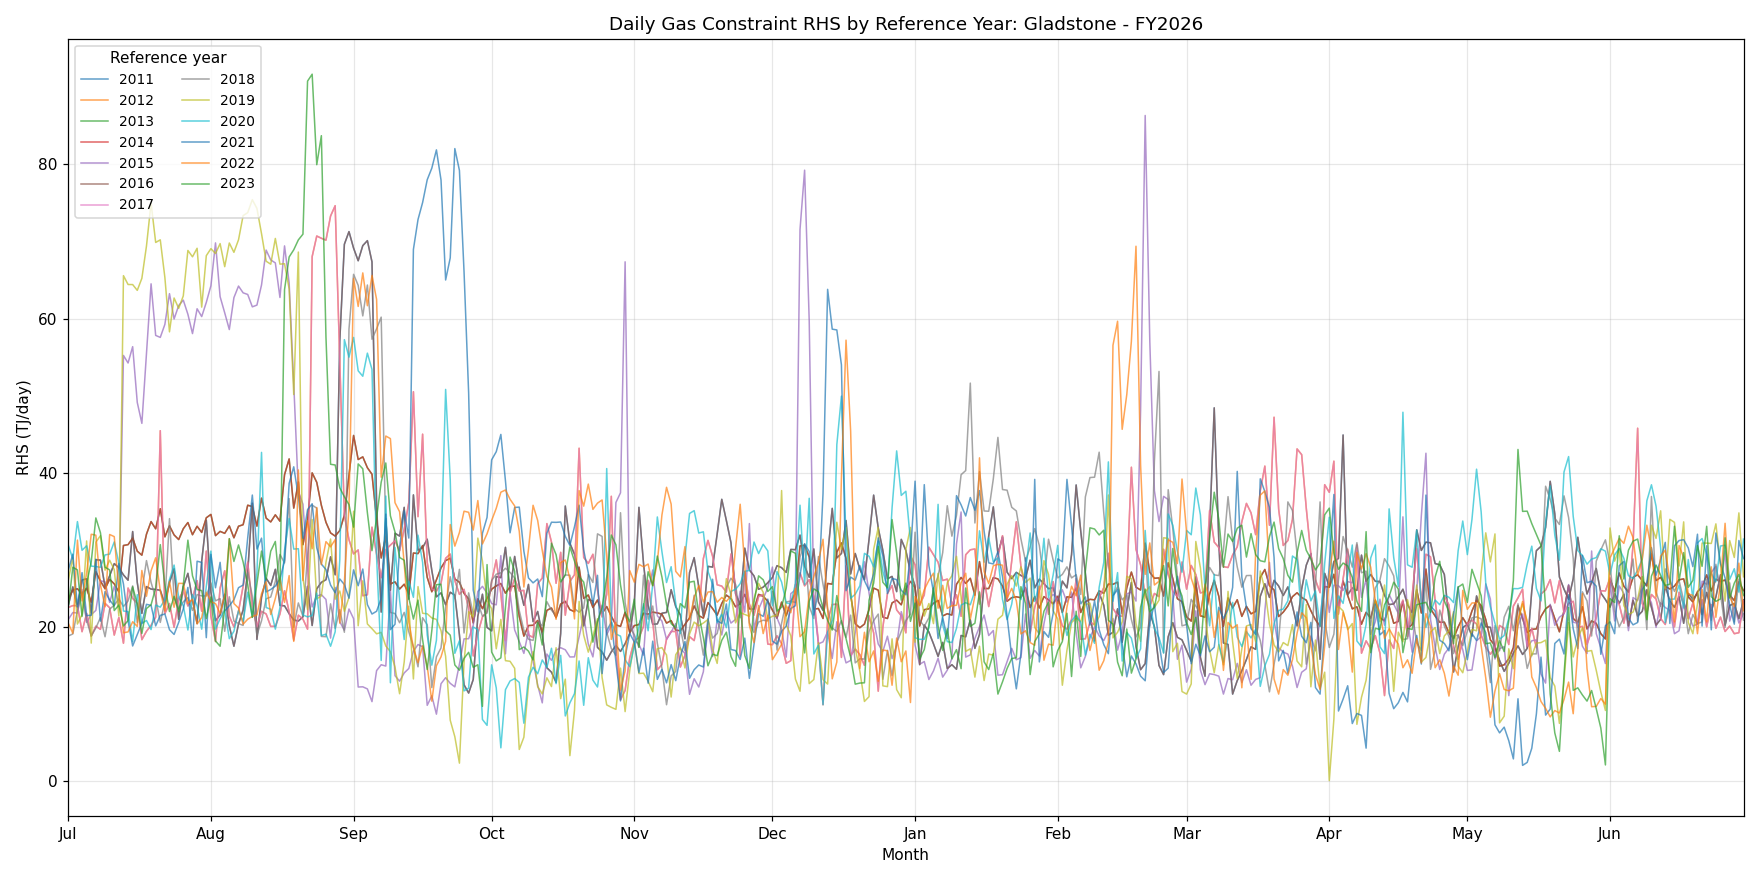 Daily Gas Constraint RHS by Reference Year: Gladstone - FY2026
Reference year
2011 2018
2012 2019
2013 2020
2014 2021
2015 2022
2016 2023
2017
80
60
40
20
0
RHS (TJ/day)
Jul Aug Sep Oct Nov Dec Jan Feb Mar Apr May Jun
Month